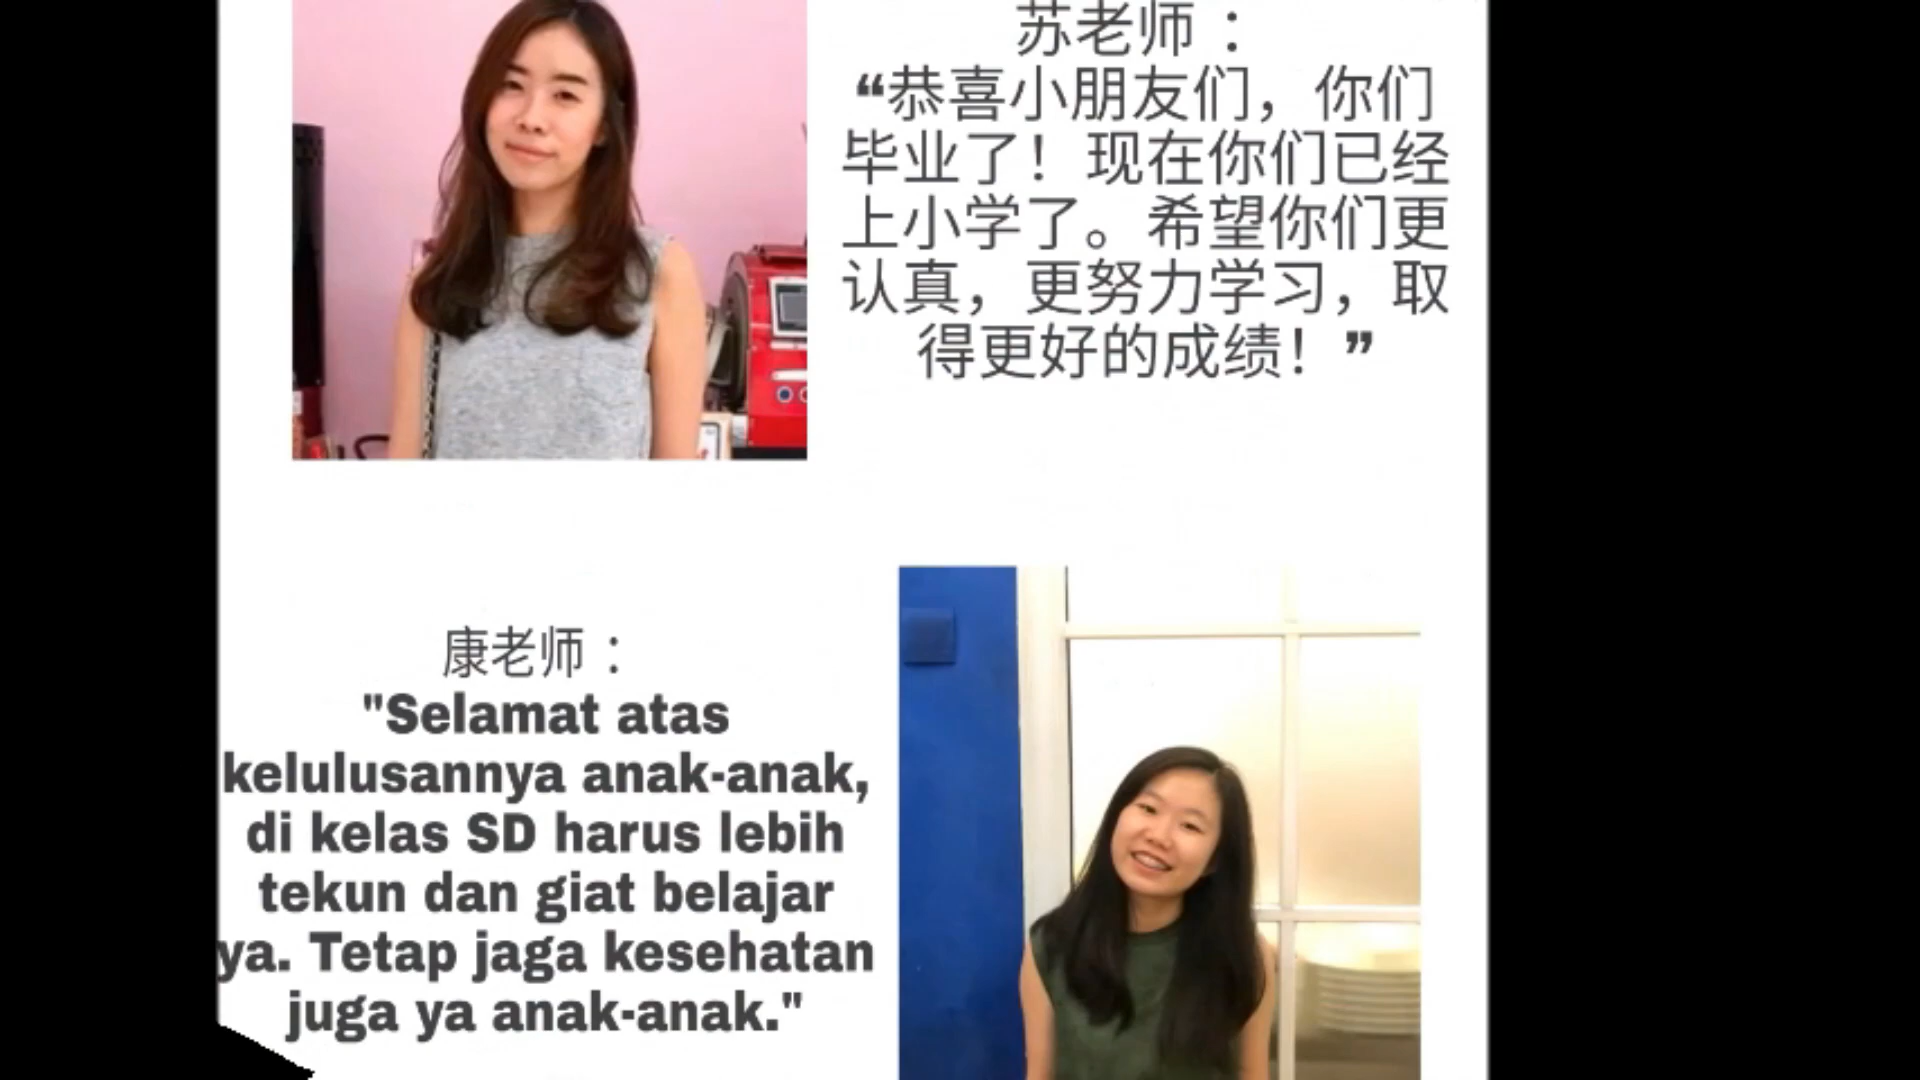 苏老师 ：
“恭喜小朋友们，你们
毕业了！现在你们已经
上小学了。希望你们更
认真，更努力学习，取
得更好的成绩！”
康老师 ：
"Selamat atas
kelulusannya anak-anak,
di kelas SD harus lebih
tekun dan giat belajar
ya. Tetap jaga kesehatan
juga ya anak-anak."